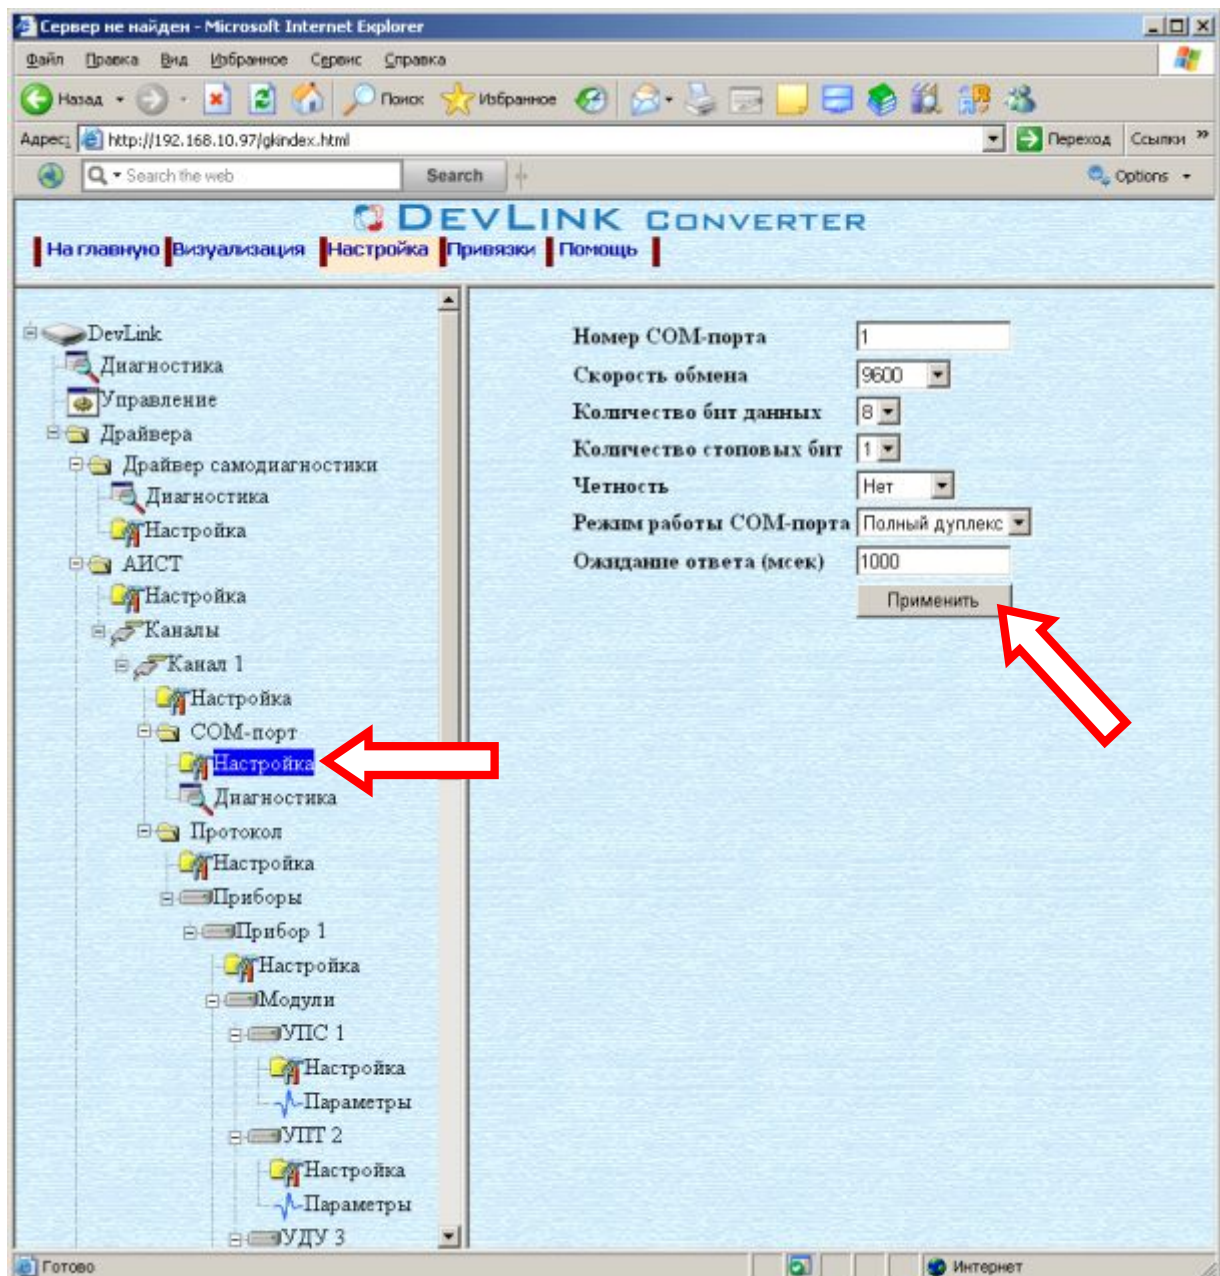 Сервер не найден - Microsoft Internet Explorer
Файл Правка Вид Избранное Сервис Справка
Назад Поиск Избранное
Адрес: http://192.168.10.97/gkindex.html Переход Ссылки »
Search the web Search Options
DEVLINK CONVERTER
На главную Визуализация Настройка Привязки Помощь
DevLink
Диагностика
Управление
Драйвера
Драйвер самодиагностики
Диагностика
Настройка
АИСТ
Настройка
Каналы
Канал 1
Настройка
COM-порт
Настройка
Диагностика
Протокол
Настройка
Приборы
Прибор 1
Настройка
Модули
УПС 1
Настройка
Параметры
УПТ 2
Настройка
Параметры
УДУ 3
Номер COM-порта 1
Скорость обмена 9600
Количество бит данных 8
Количество стоповых бит 1
Четность Нет
Режим работы COM-порта Полный дуплекс
Ожидание ответа (мсек) 1000
Применить
Готово Интернет